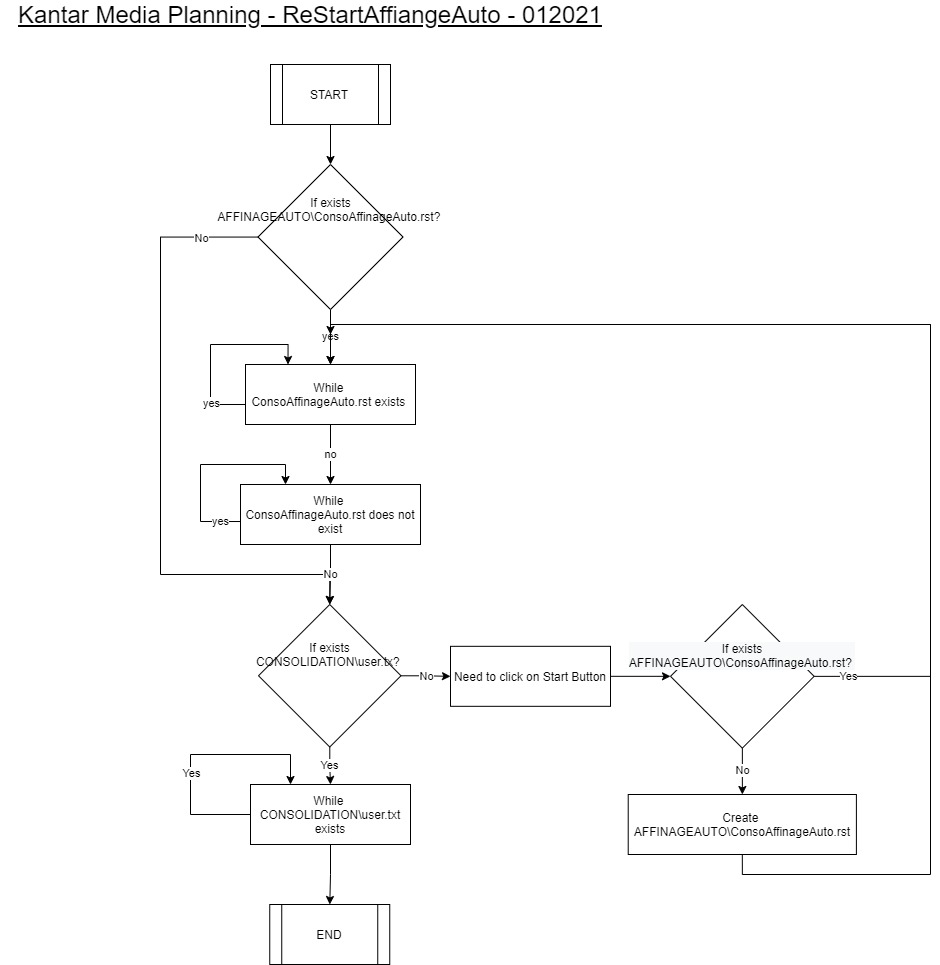 Kantar Media Planning - ReStartAffiangeAuto - 012021
START
If exists
AFFINAGEAUTO\ConsoAffinageAuto.rst?
No
yes
While
ConsoAffinageAuto.rst exists
yes
no
While
ConsoAffinageAuto.rst does not
exist
yes
No
If exists
CONSOLIDATION\user.tx?
No
Need to click on Start Button
If exists
AFFINAGEAUTO\ConsoAffinageAuto.rst?
Yes
Yes
No
Yes
While
CONSOLIDATION\user.txt
exists
Create
AFFINAGEAUTO\ConsoAffinageAuto.rst
END